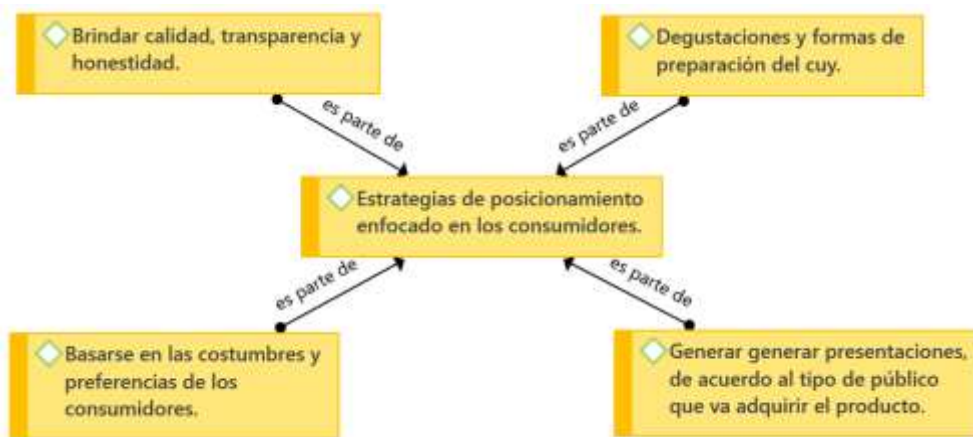 Brindar calidad, transparencia y
honestidad.
Degustaciones y formas de
preparación del cuy.
es parte de
es parte de
Estrategias de posicionamiento
enfocado en los consumidores.
es parte de
es parte de
Basarse en las costumbres y
preferencias de los
consumidores.
Generar generar presentaciones,
de acuerdo al tipo de público
que va adquirir el producto.